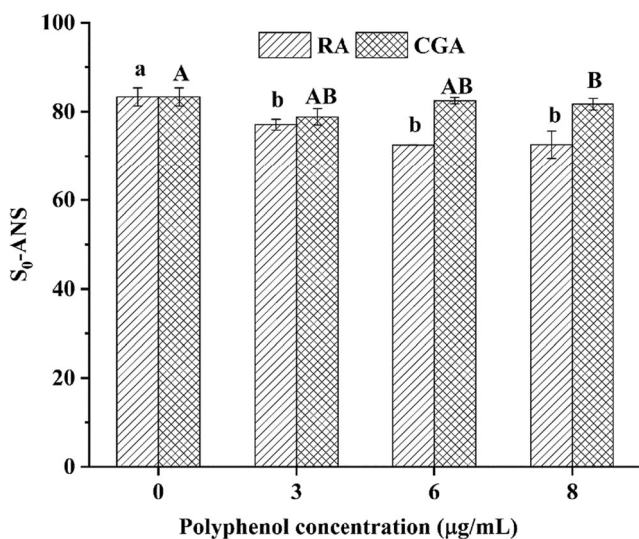 100
80
60
40
20
0
S₀-ANS
RA
CGA
a
A
b
AB
b
AB
b
B
0
3
6
8
Polyphenol concentration (μg/mL)